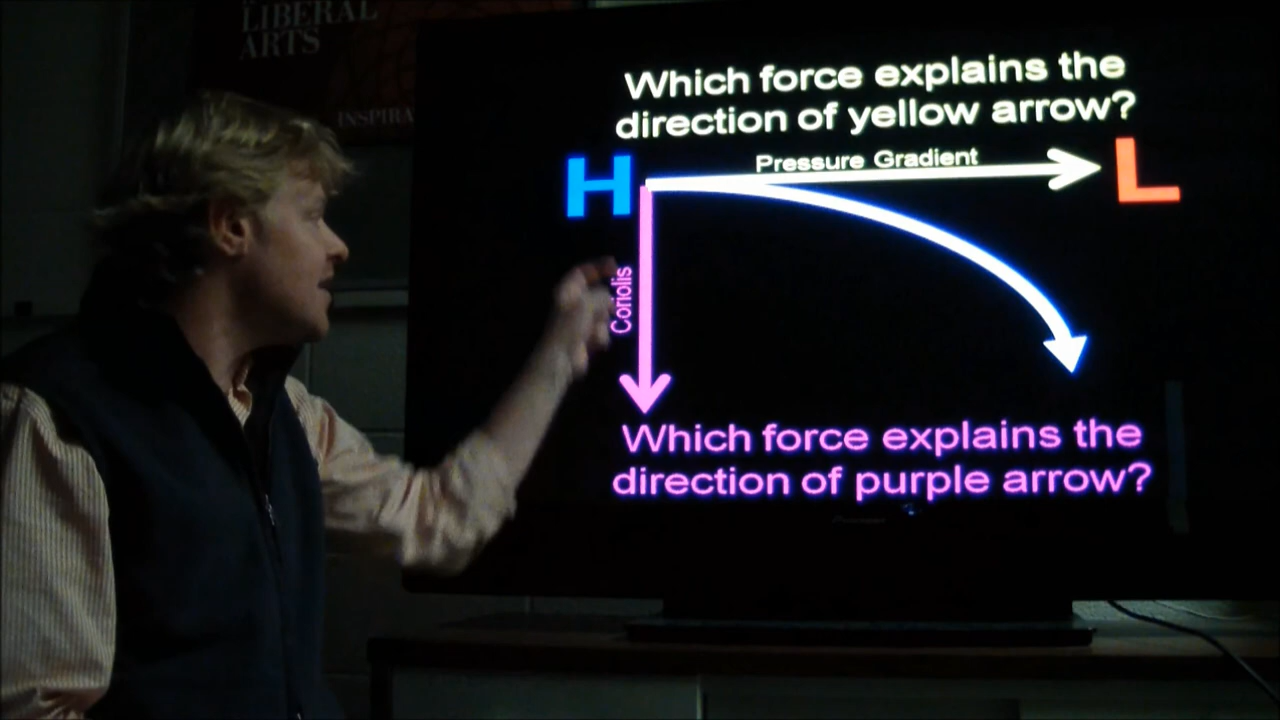 LIBERAL
ARTS
INSPIRA
Which force explains the
direction of yellow arrow?
Pressure Gradient
H
L
Coriolis
Which force explains the
direction of purple arrow?